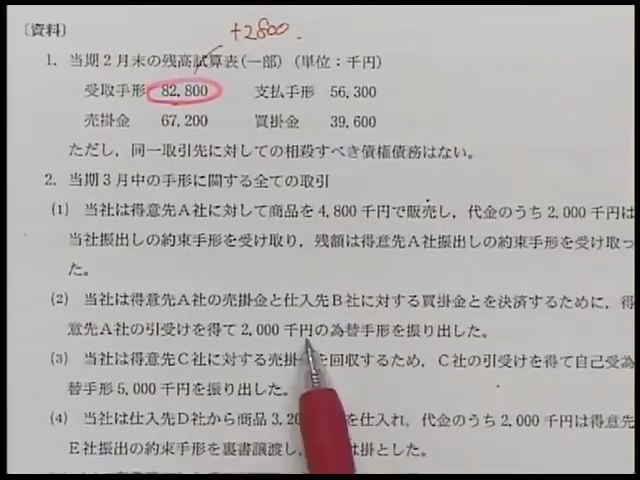 +2800.
〔資料〕
1. 当期2月末の残高試算表(一部) (単位：千円)
受取手形 82,800 支払手形 56,300
売掛金 67,200 買掛金 39,600
ただし、同一取引先に対しての相殺すべき債権債務はない。
2. 当期3月中の手形に関する全ての取引
(1) 当社は得意先A社に対して商品を4,800千円で販売し、代金のうち2,000千円は
当社振出しの約束手形を受け取り、残額は得意先A社振出しの約束手形を受け取っ
た。
(2) 当社は得意先A社の売掛金と仕入先B社に対する買掛金とを決済するために、得
意先A社の引受けを得て2,000千円の為替手形を振り出した。
(3) 当社は得意先C社に対する売掛 を回収するため、C社の引受けを得て自己受為
替手形5,000千円を振り出した。
(4) 当社は仕入先D社から商品3,20 を仕入れ、代金のうち2,000千円は得意先
E社振出の約束手形を裏書譲渡し、 は掛とした。